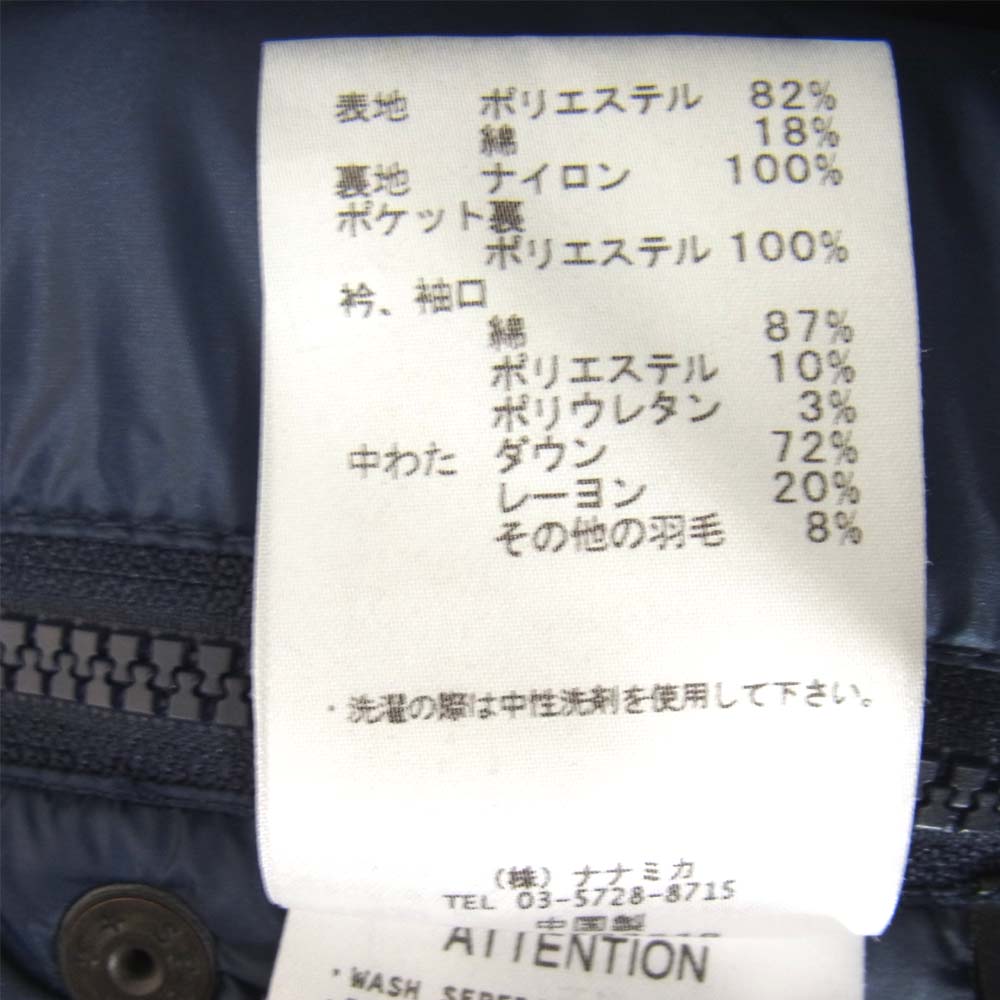 表地 ポリエステル 82%
綿 18%
裏地 ナイロン 100%
ポケット裏
ポリエステル 100%
衿、袖口
綿 87%
ポリエステル 10%
ポリウレタン 3%
中わた ダウン 72%
レーヨン 20%
その他の羽毛 8%
・洗濯の際は中性洗剤を使用して下さい。
(株)ナナミカ
TEL 03-5728-8715
中国製
ATTENTION
・WASH